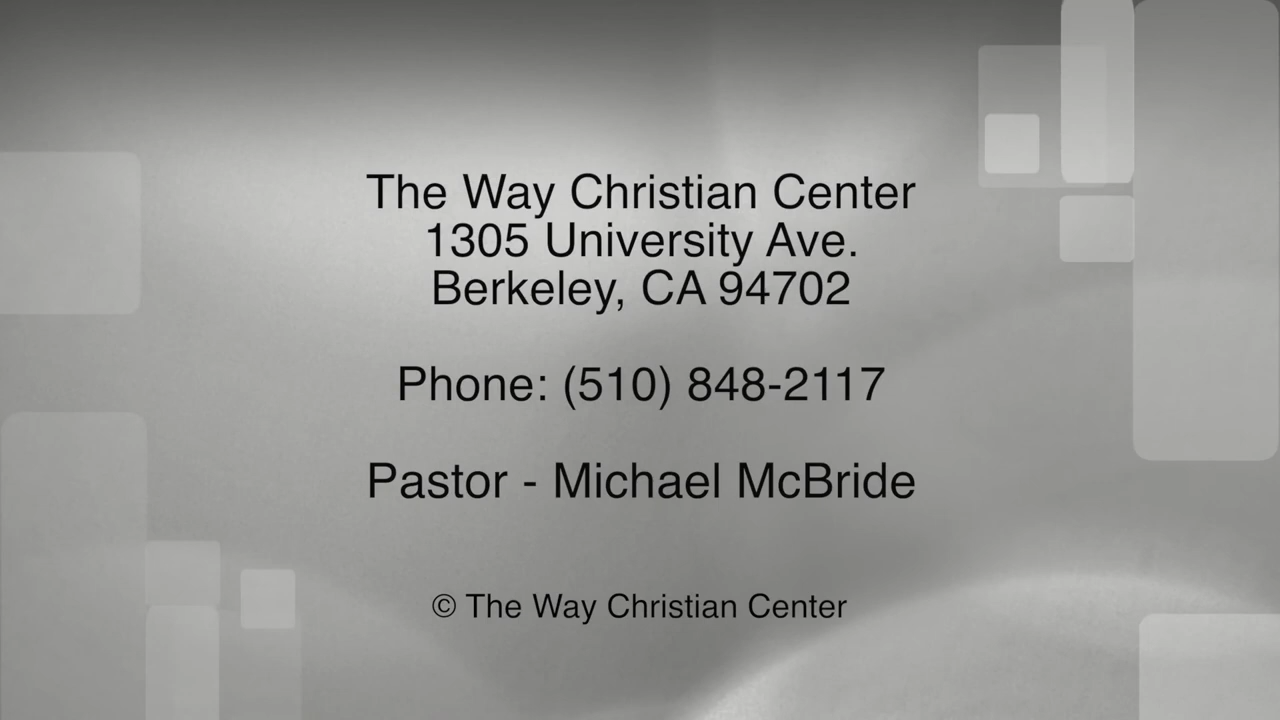 The Way Christian Center
1305 University Ave.
Berkeley, CA 94702
Phone: (510) 848-2117
Pastor - Michael McBride
© The Way Christian Center